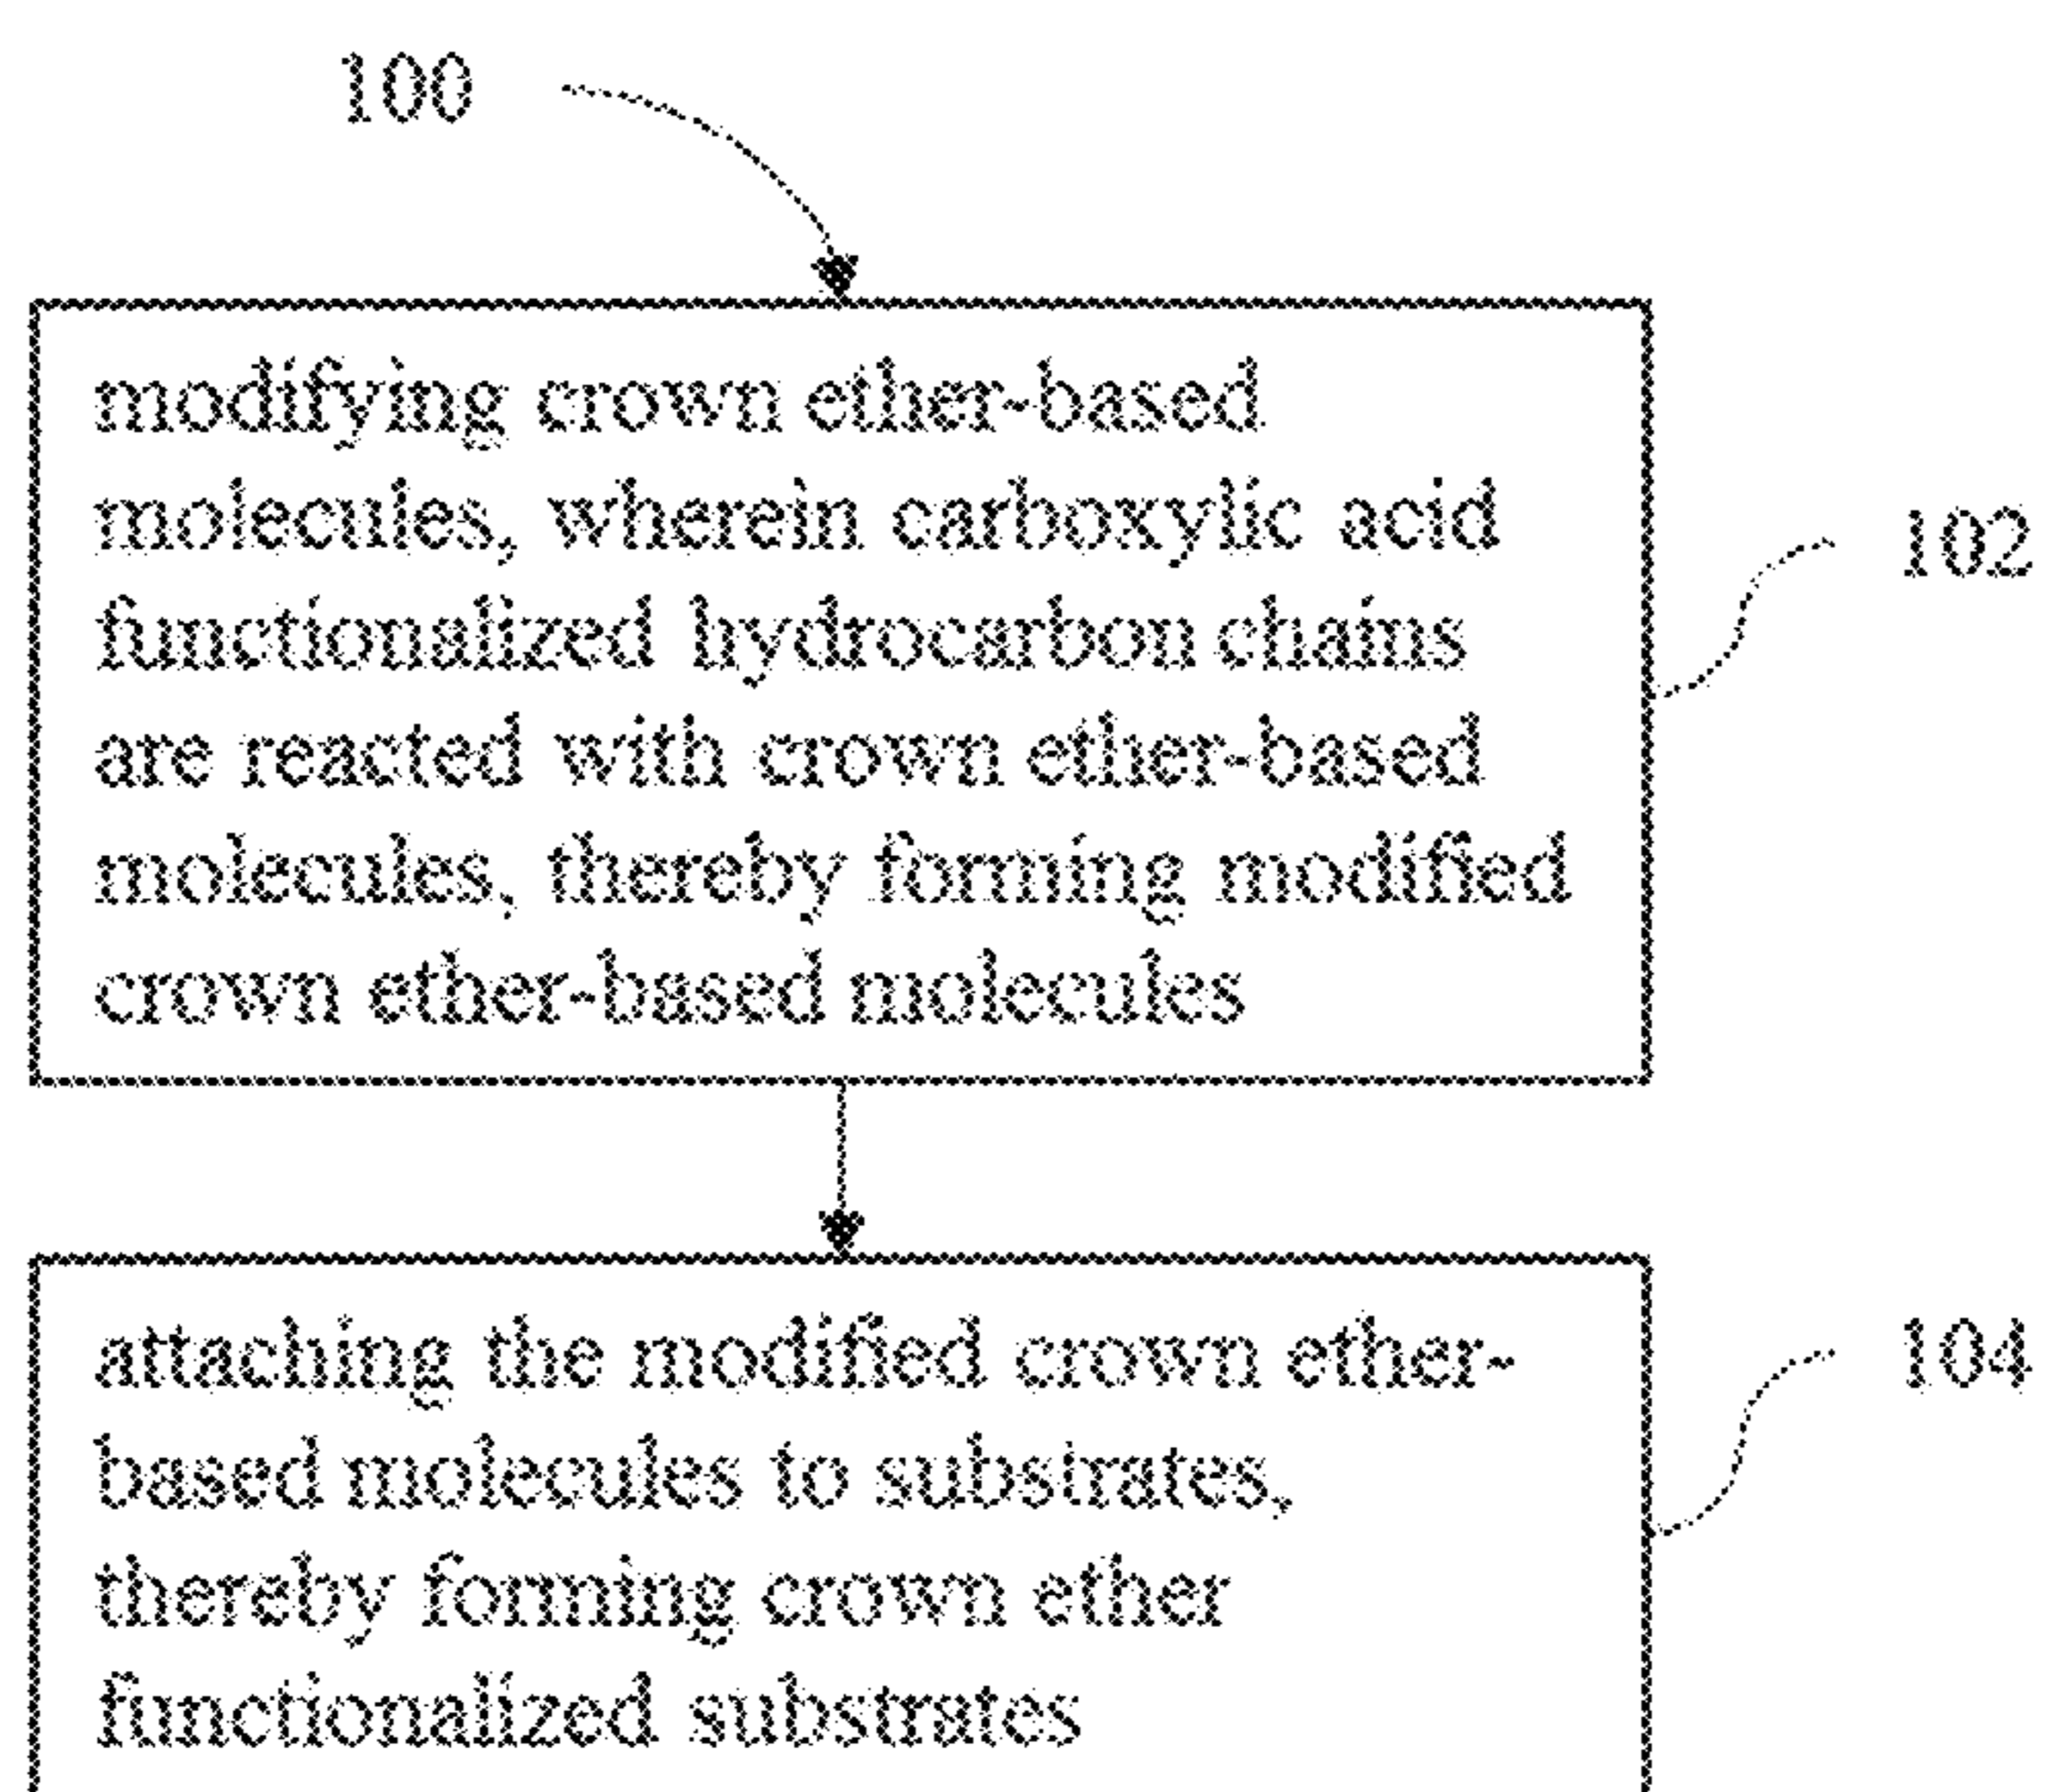 100
modifying crown ether-based
molecules, wherein carboxylic acid
functionalized hydrocarbon chains
are reacted with crown ether-based
molecules, thereby forming modified
crown ether-based molecules
102
attaching the modified crown ether-
based molecules to substrates,
thereby forming crown ether
functionalized substrates
104